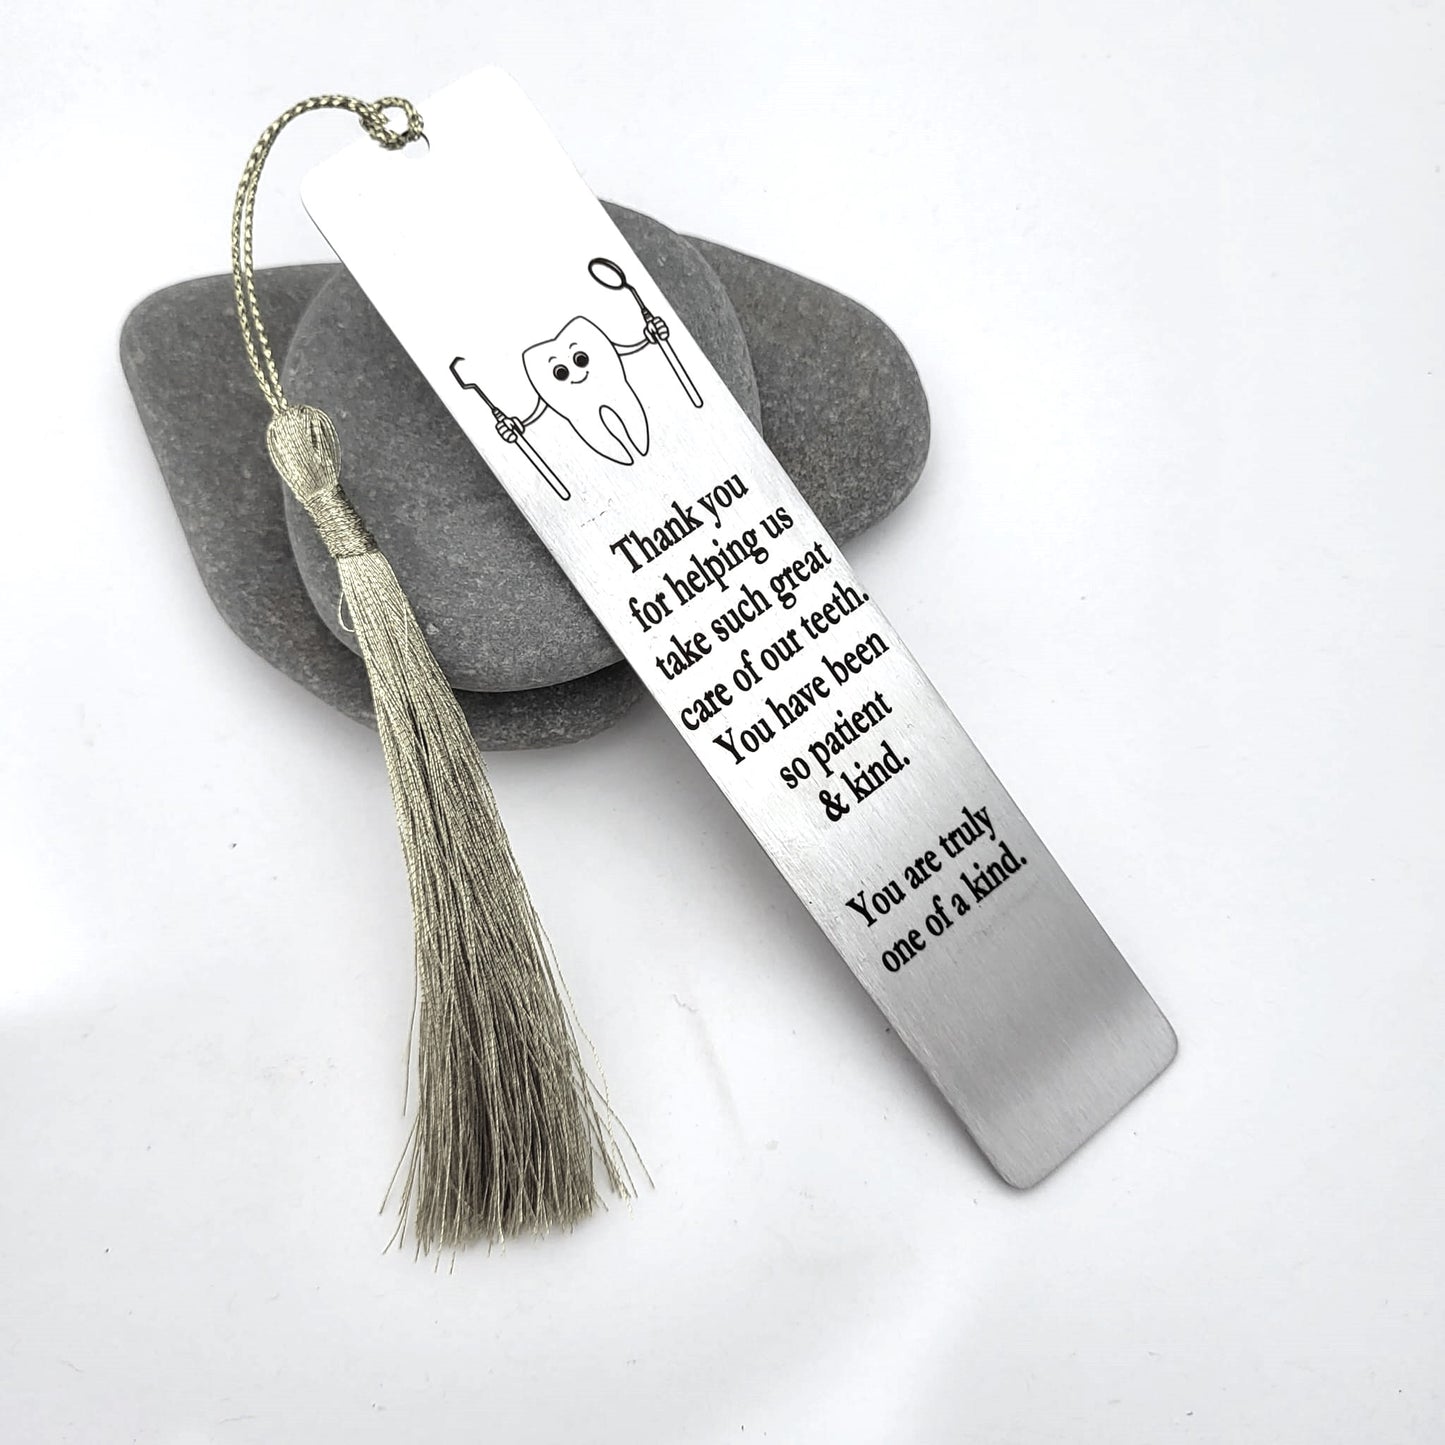 Thank you
for helping us
take such great
care of our teeth.
You have been
so patient
& kind.
You are truly
one of a kind.